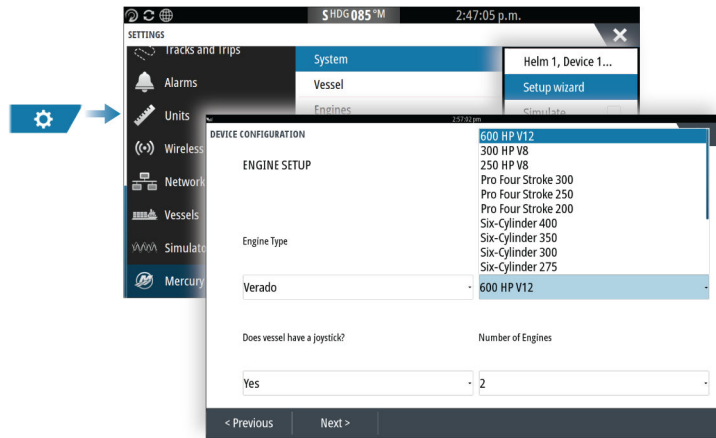 SHDG 085 °M
2:47:05 p.m.
SETTINGS
Tracks and Trips
Alarms
Units
Wireless
Network
Vessels
Simulato
Mercury
System
Vessel
Engines
Helm 1, Device 1...
Setup wizard
Simulate
2:57:02 pm
DEVICE CONFIGURATION
ENGINE SETUP
600 HP V12
300 HP V8
250 HP V8
Pro Four Stroke 300
Pro Four Stroke 250
Pro Four Stroke 200
Six-Cylinder 400
Six-Cylinder 350
Six-Cylinder 300
Six-Cylinder 275
Engine Type
Verado
600 HP V12
Does vessel have a joystick?
Number of Engines
Yes
2
< Previous
Next >